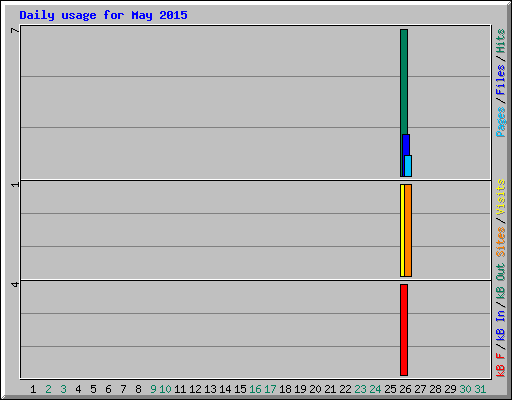 Daily usage for May 2015
7
1
4
Pages/Files/Hits
kB F/kB In/kB Out Sites/Visits
1 2 3 4 5 6 7 8 9 10 11 12 13 14 15 16 17 18 19 20 21 22 23 24 25 26 27 28 29 30 31